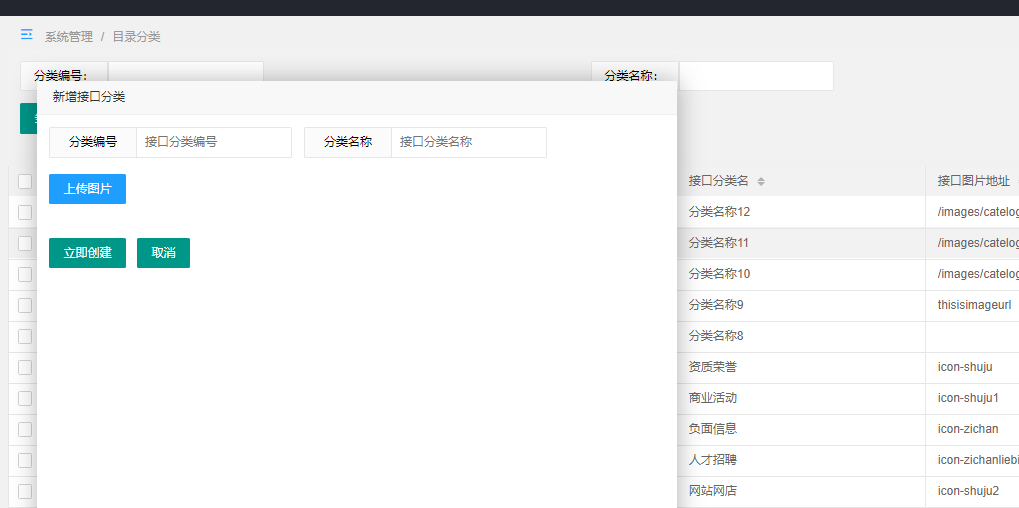 系统管理 / 目录分类
分类编号: 分类名称:
新增接口分类
分类编号 接口分类编号 分类名称 接口分类名称
上传图片
立即创建 取消
接口分类名 接口图片地址
分类名称12 /images/catelog
分类名称11 /images/catelog
分类名称10 /images/catelog
分类名称9 thisisimageurl
分类名称8
资质荣誉 icon-shuju
商业活动 icon-shuju1
负面信息 icon-zichan
人才招聘 icon-zichanliebi
网站网店 icon-shuju2